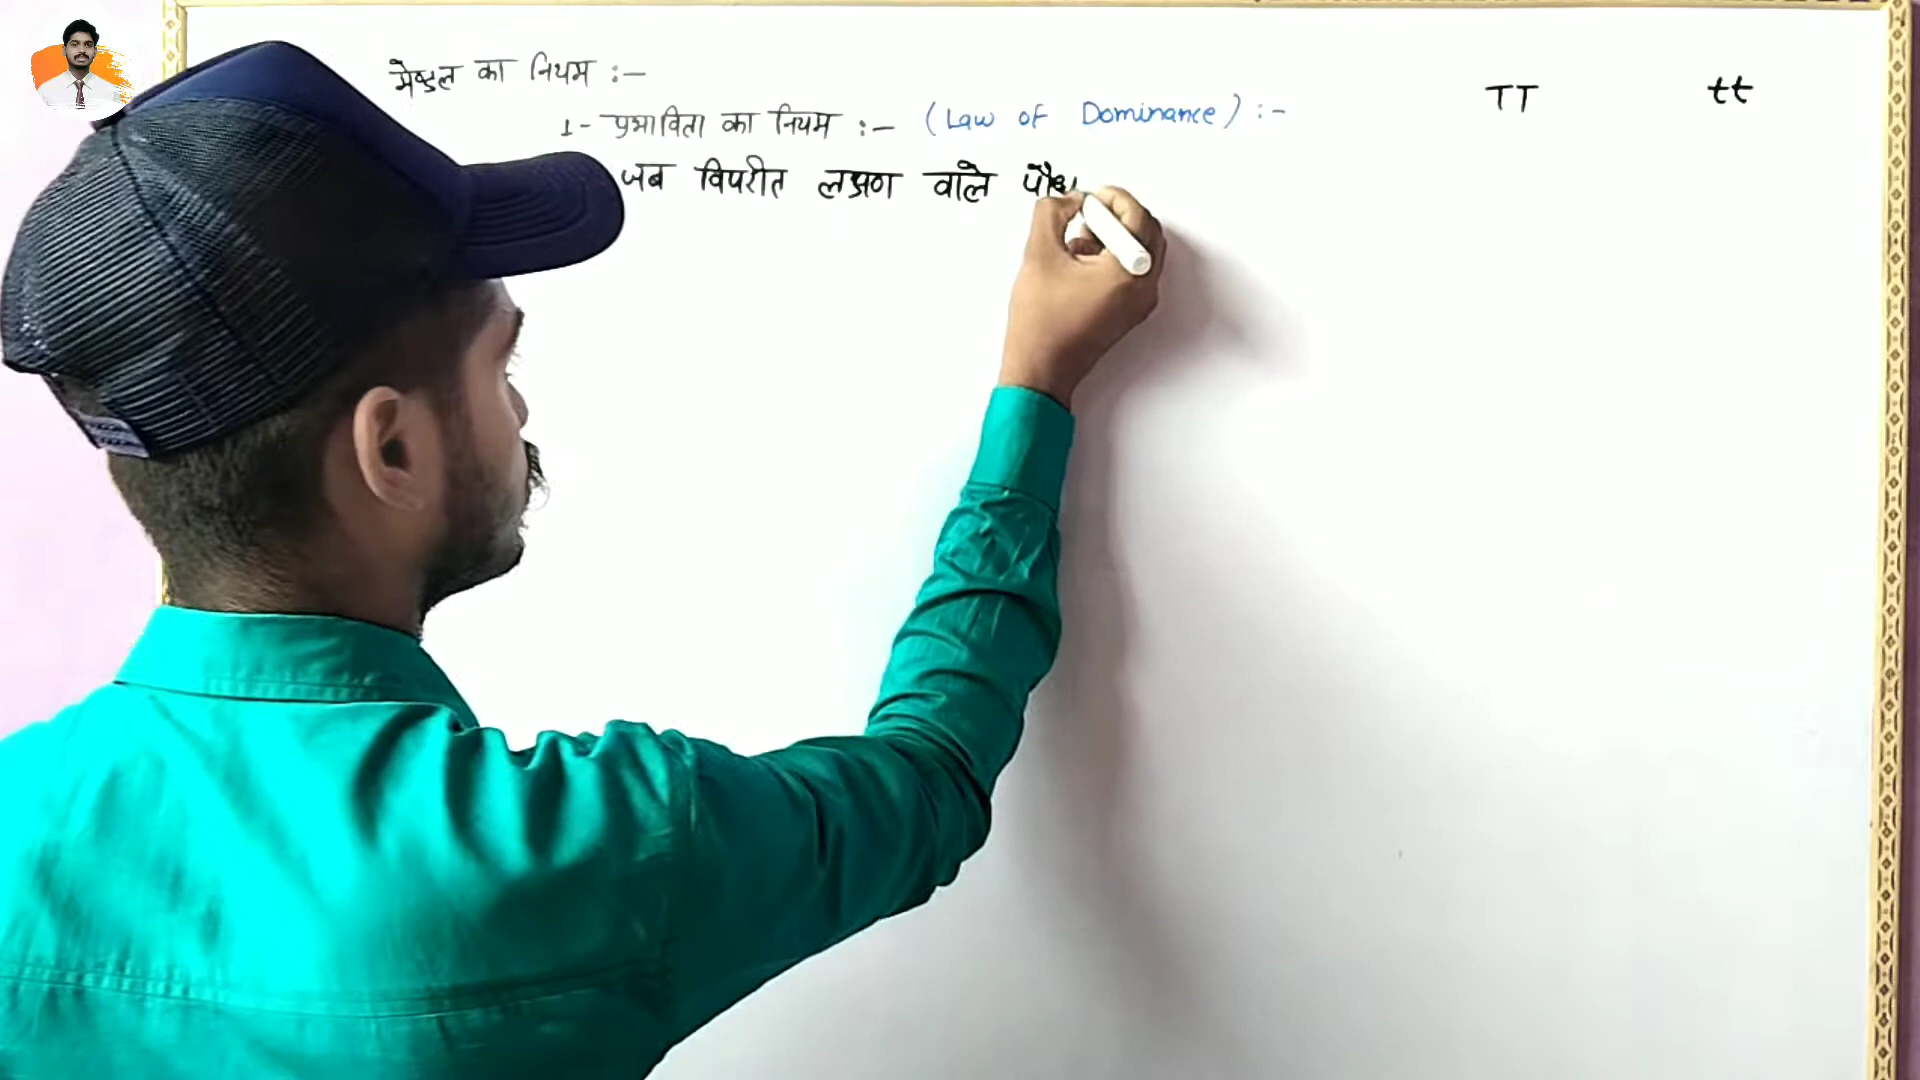 मेण्डल का नियम :-
1- प्रभाविता का नियम :- (Law of Dominance) :-
जब विपरीत लक्षण वाले पौध
TT tt